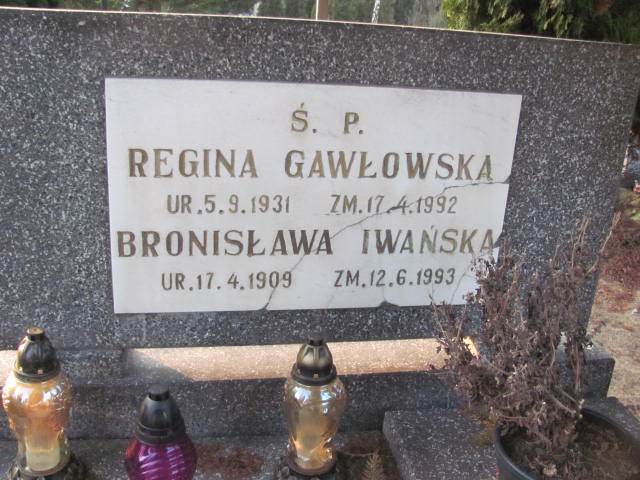 Ś. P.
REGINA GAWŁOWSKA
UR.5.9.1931 ZM.17.4.1992
BRONISŁAWA IWAŃSKA
UR.17.4.1909 ZM.12.6.1993